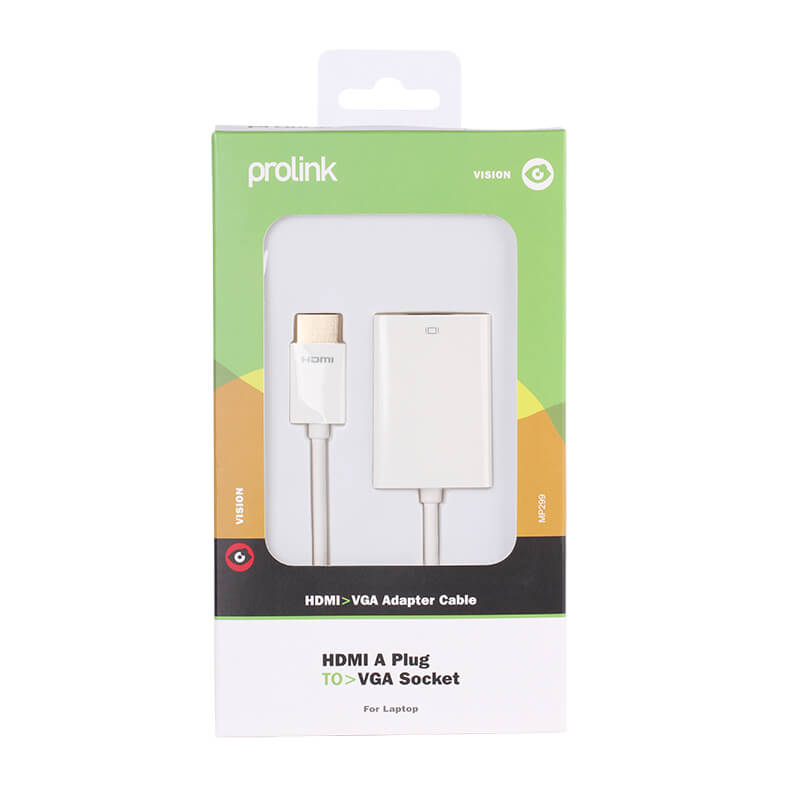 prolink
VISION
HDMI
VISION
MP299
HDMI>VGA Adapter Cable
HDMI A Plug
TO>VGA Socket
For Laptop